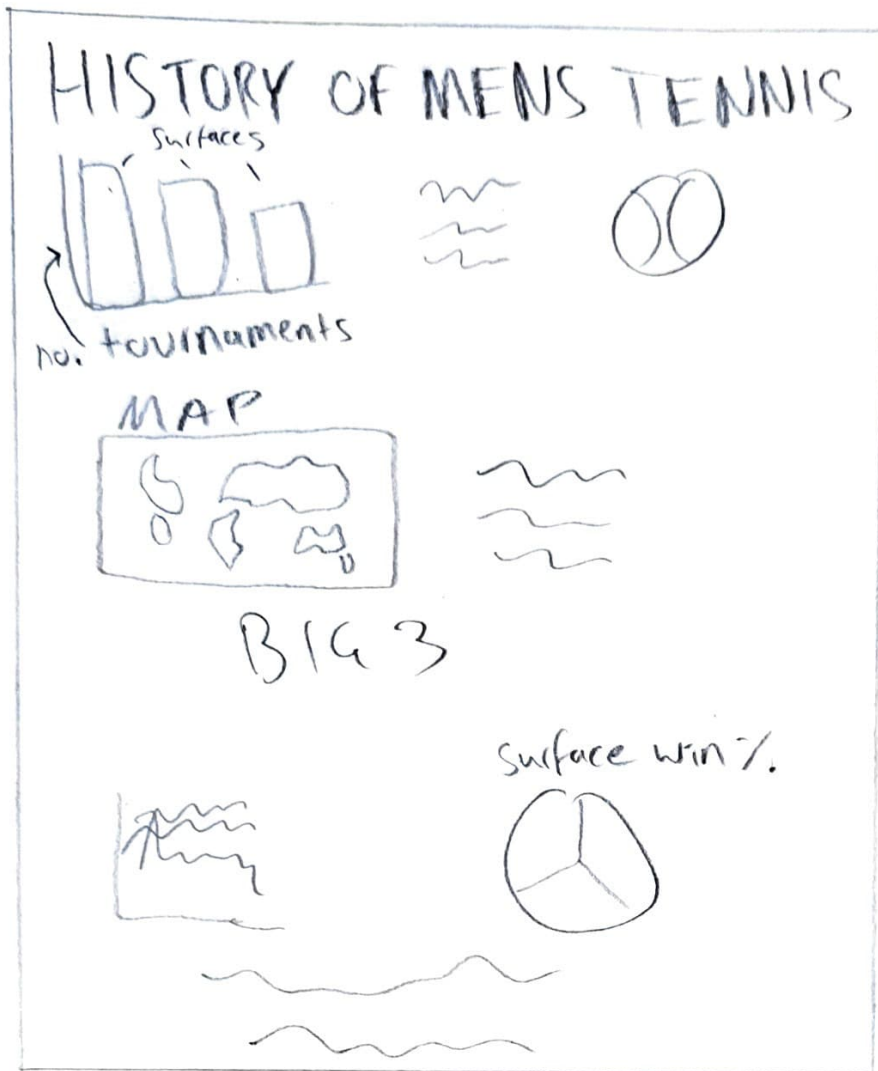 HISTORY OF MENS TENNIS
Surfaces
no. tournaments
MAP
BIG 3
surface win %.